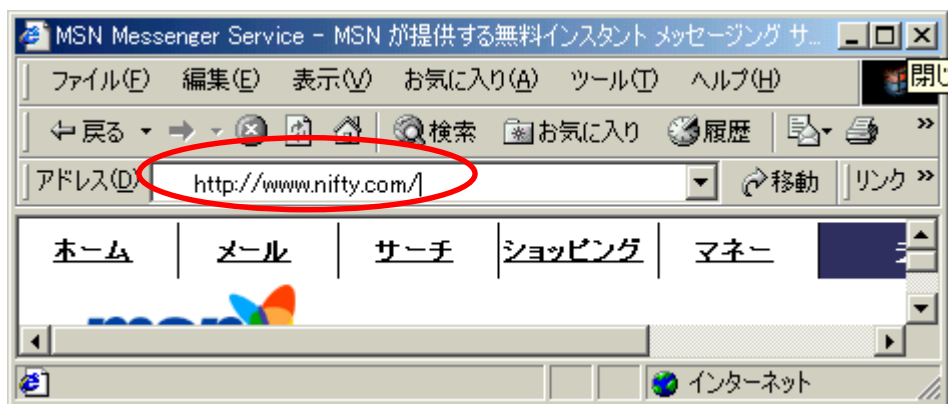 MSN Messenger Service - MSN が提供する無料インスタント メッセージング サ...
ファイル(F) 編集(E) 表示(V) お気に入り(A) ツール(T) ヘルプ(H) 閉じ
戻る 検索 お気に入り 履歴 »
アドレス(D) http://www.nifty.com/ 移動 リンク »
ホーム メール サーチ ショッピング マネー
msn
インターネット